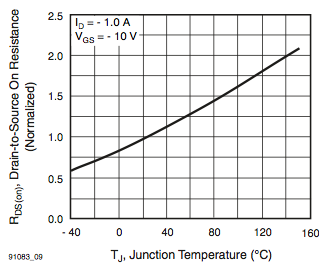 R_DS(on), Drain-to-Source On Resistance
(Normalized)
2.5
2.0
1.5
1.0
0.5
0.0
I_D = - 1.0 A
V_GS = - 10 V
- 40
0
40
80
120
160
T_J, Junction Temperature (°C)
91083_09